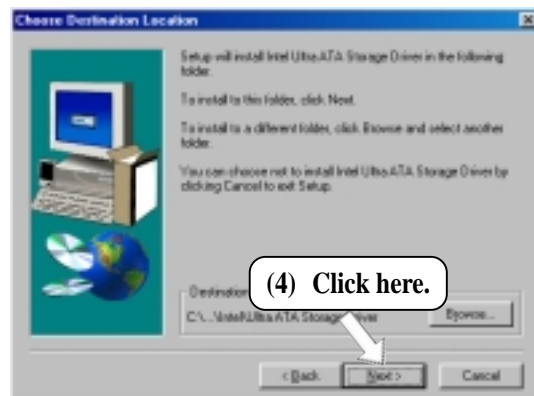 Choose Destination Location
Setup will install Intel Ultra ATA Storage Driver in the following
folder.
To install to this folder, click Next.
To install to a different folder, click Browse and select another
folder.
You can choose not to install Intel Ultra ATA Storage Driver by
clicking Cancel to exit Setup.
(4) Click here.
Destination
C:\...\Intel\Ultra ATA Storage Driver
Browse...
< Back
Next >
Cancel